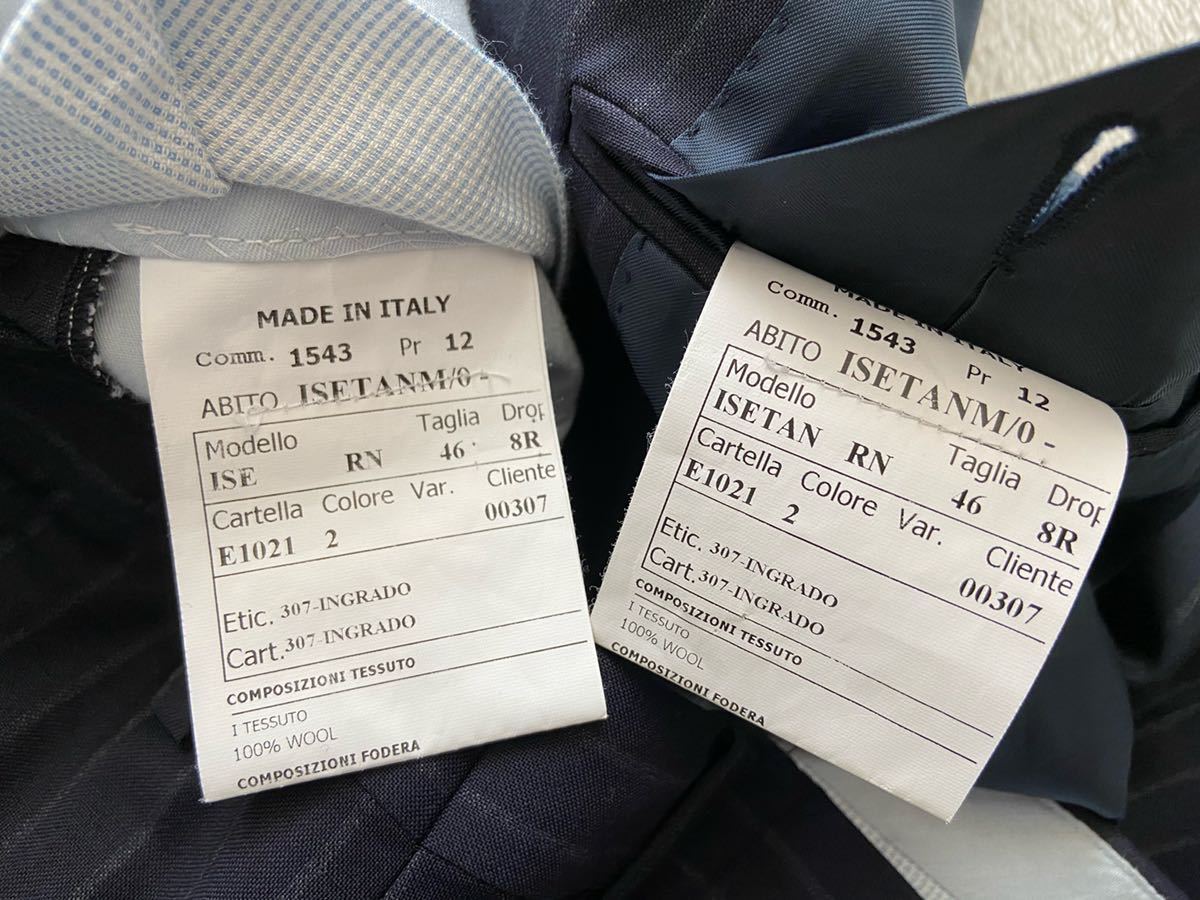 MADE IN ITALY
Comm. 1543 Pr 12
ABITO ISETANM/0 -
Modello Taglia Drop
ISE RN 46 8R
Cartella Colore Var. Cliente
E1021 2 00307
Etic. 307-INGRADO
Cart. 307-INGRADO
COMPOSIZIONI TESSUTO
I TESSUTO
100% WOOL
COMPOSIZIONI FODERA
MADE IN ITALY
Comm. 1543 Pr 12
ABITO ISETANM/0 -
Modello Taglia Drop
ISETAN RN 46 8R
Cartella Colore Var. Cliente
E1021 2 00307
Etic. 307-INGRADO
Cart. 307-INGRADO
COMPOSIZIONI TESSUTO
I TESSUTO
100% WOOL
COMPOSIZIONI FODERA